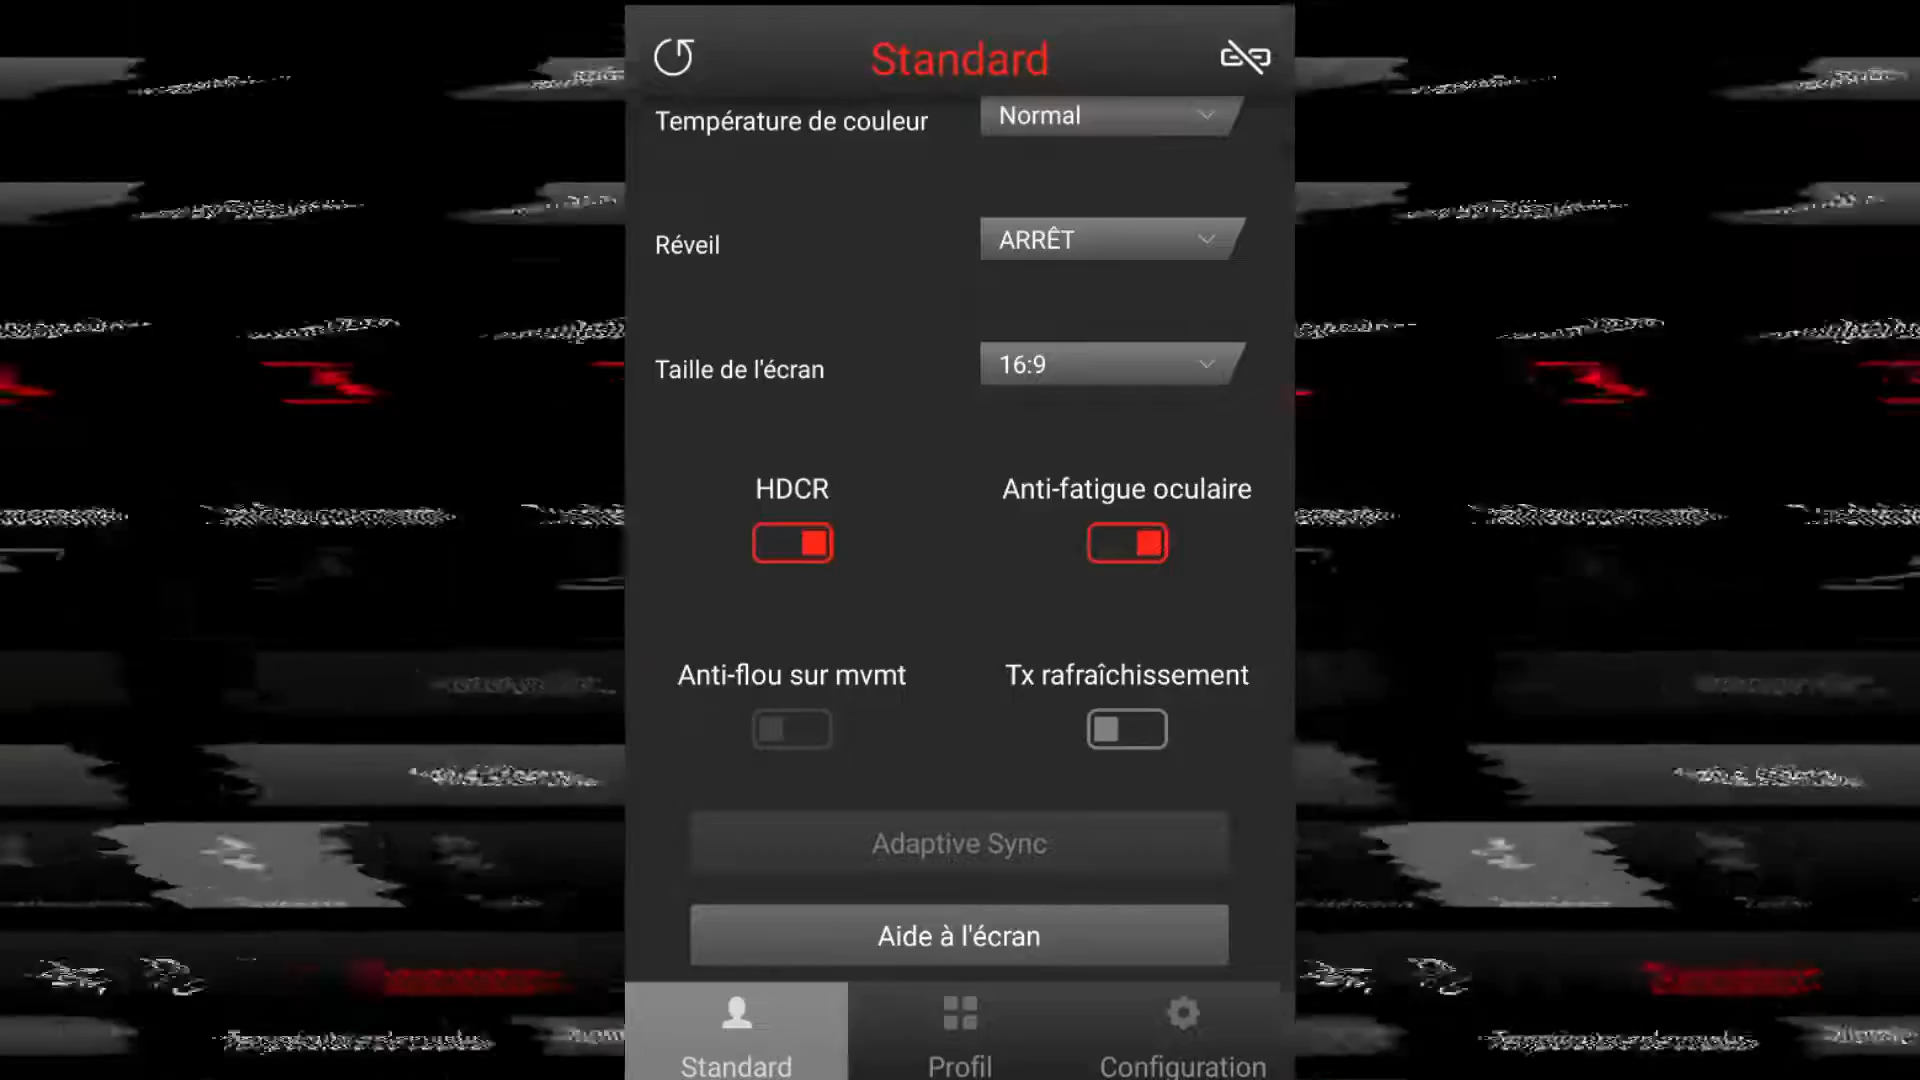 Standard
Température de couleur
Normal
Réveil
ARRÊT
Taille de l'écran
16:9
HDCR
Anti-fatigue oculaire
Anti-flou sur mvmt
Tx rafraîchissement
Adaptive Sync
Aide à l'écran
Standard
Profil
Configuration